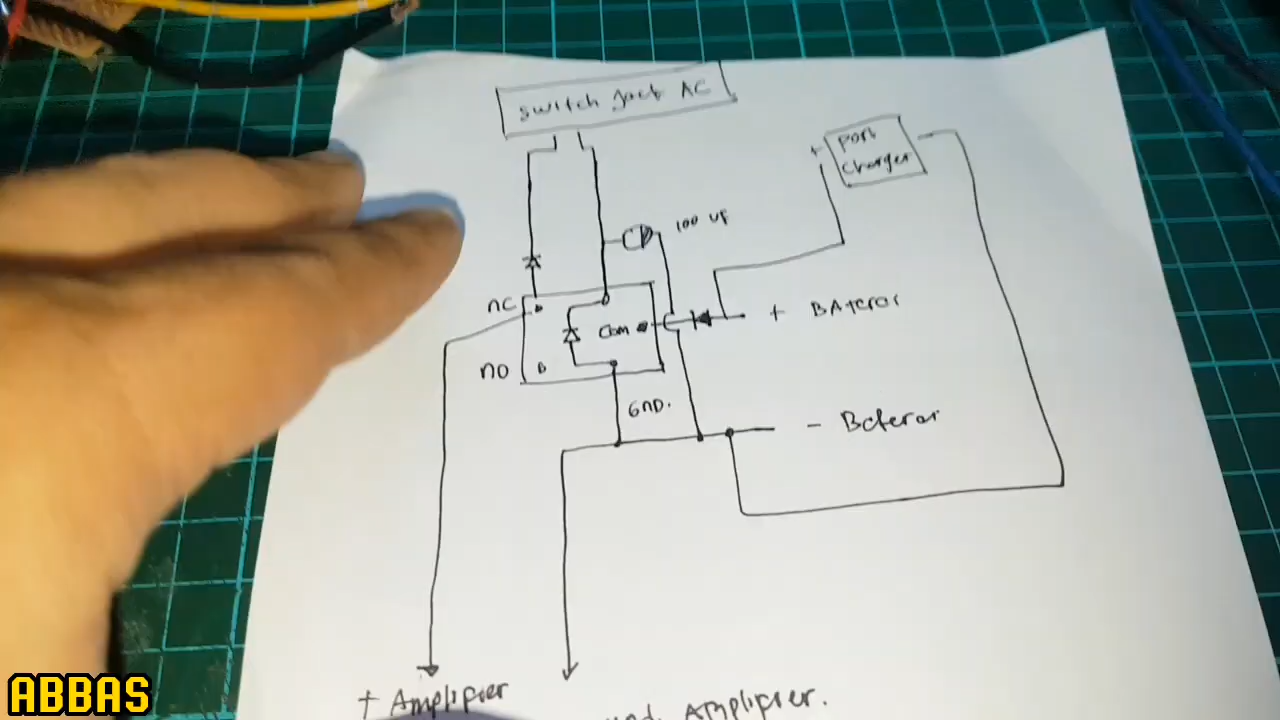 Switch Jack AC
+
Port
Charger
100 UF
NC
Com
+ BAterai
NO
GND.
- Baterai
+ Amplifier
Amplifier.
ABBAS